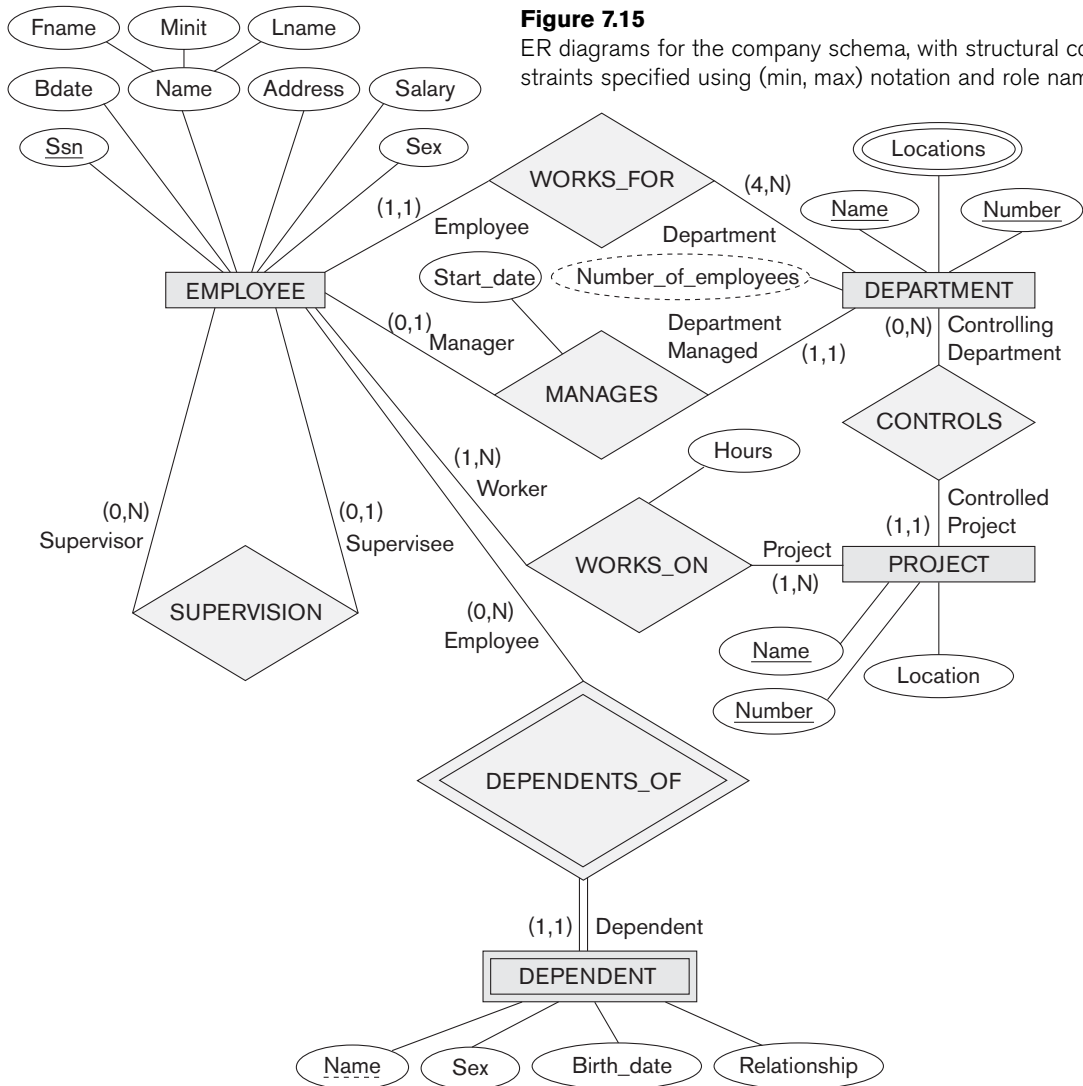 Figure 7.15
ER diagrams for the company schema, with structural co
straints specified using (min, max) notation and role nam
Fname
Minit
Lname
Bdate
Name
Address
Salary
Ssn
Sex
WORKS_FOR
(4,N)
Locations
Name
Number
(1,1)
Employee
Department
Start_date
Number_of_employees
EMPLOYEE
DEPARTMENT
(0,1)
Manager
Department
Managed
(1,1)
(0,N)
Controlling
Department
MANAGES
CONTROLS
Hours
(1,N)
Worker
(0,N)
Supervisor
(0,1)
Supervisee
Controlled
Project
(1,1)
WORKS_ON
Project
(1,N)
PROJECT
SUPERVISION
(0,N)
Employee
Name
Location
Number
DEPENDENTS_OF
(1,1)
Dependent
DEPENDENT
Name
Sex
Birth_date
Relationship